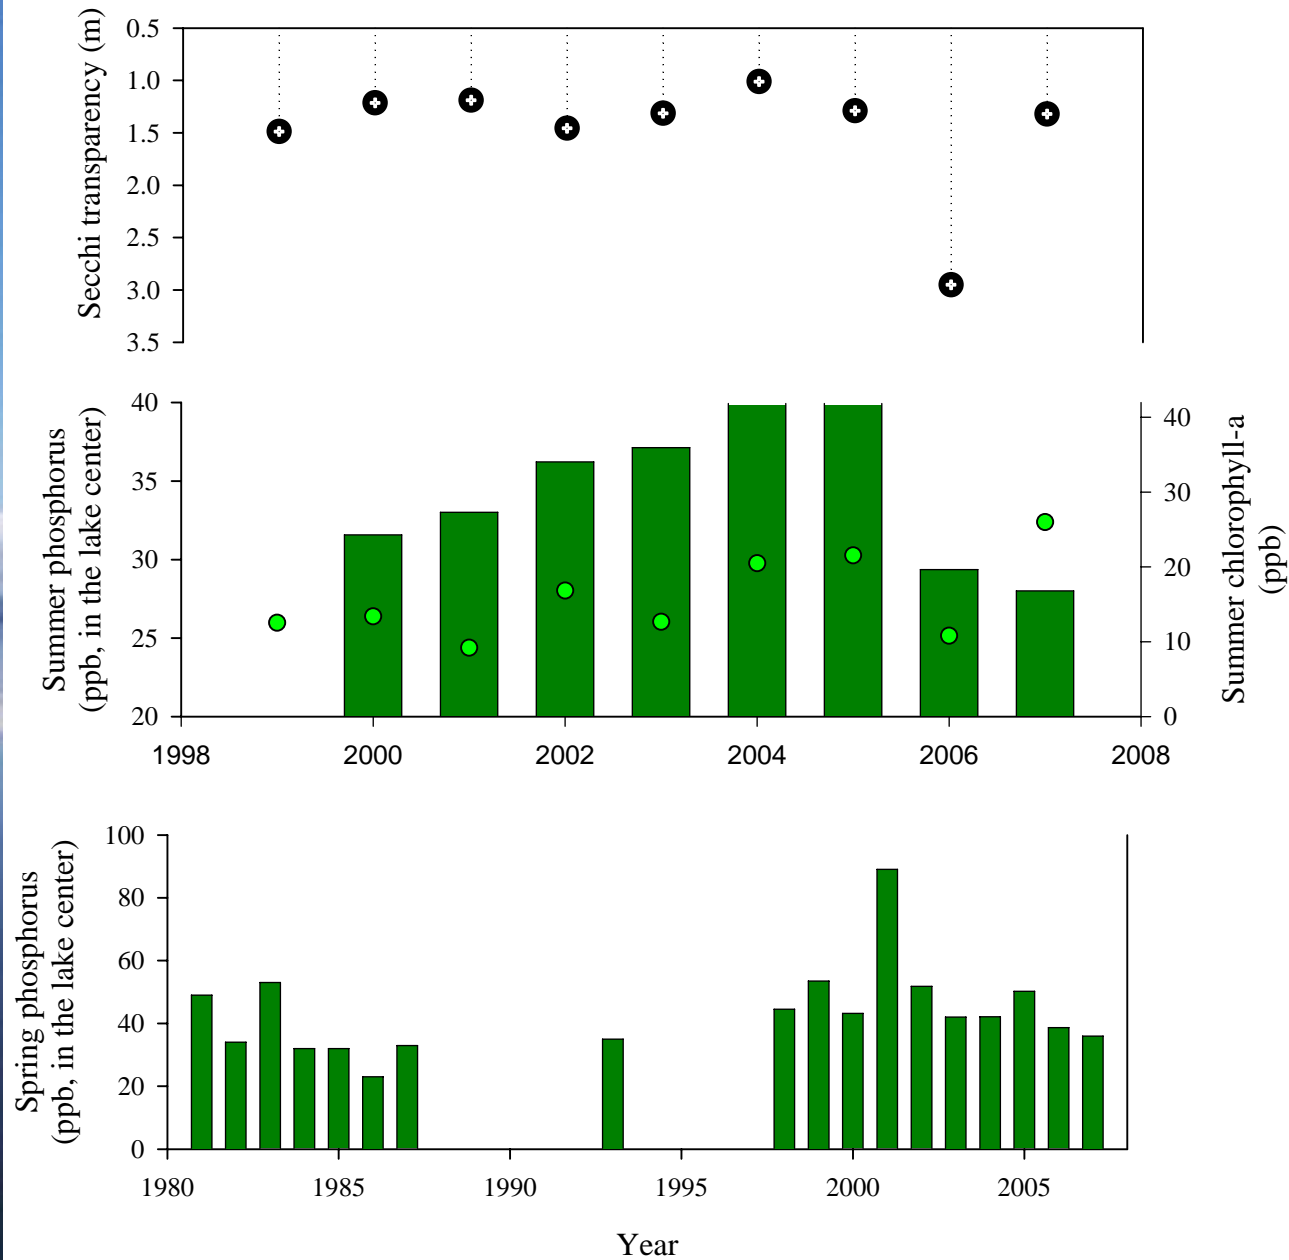 Secchi transparency (m)
0.5
1.0
1.5
2.0
2.5
3.0
3.5
Summer phosphorus
(ppb, in the lake center)
40
35
30
25
20
40
30
20
10
0
Summer chlorophyll-a
(ppb)
1998 2000 2002 2004 2006 2008
Spring phosphorus
(ppb, in the lake center)
100
80
60
40
20
0
1980 1985 1990 1995 2000 2005
Year